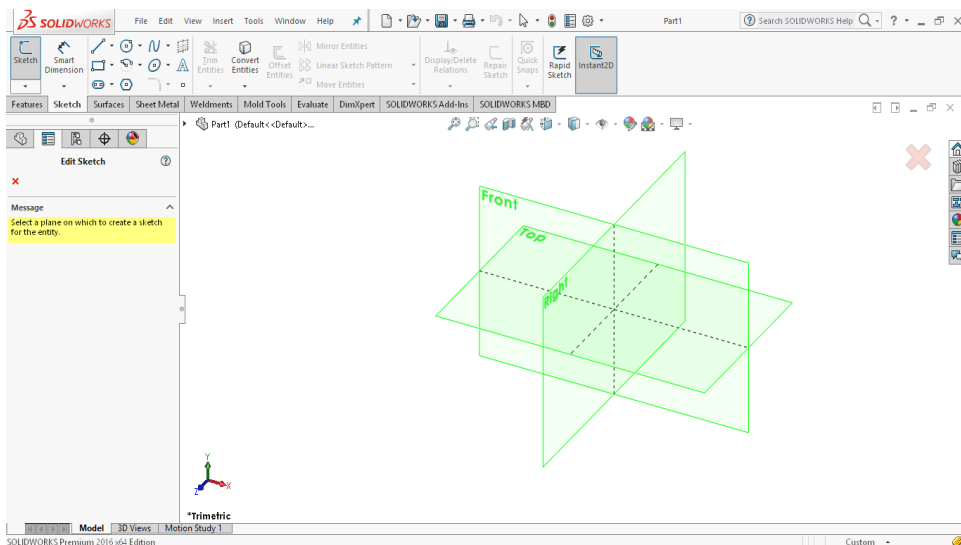 SOLIDWORKS File Edit View Insert Tools Window Help Part1 Search SOLIDWORKS Help ?
Sketch Smart Dimension Trim Entities Convert Entities Offset Entities Mirror Entities Display/Delete Relations Repair Sketch Quick Snaps Rapid Sketch Instant2D
Linear Sketch Pattern
Move Entities
Features Sketch Surfaces Sheet Metal Weldments Mold Tools Evaluate DimXpert SOLIDWORKS Add-Ins SOLIDWORKS MBD
Part1 (Default<<Default>...
Edit Sketch ?
Message
Select a plane on which to create a sketch
for the entity.
Front
Top
Right
Y
X
Z
*Trimetric
Model 3D Views Motion Study 1
SOLIDWORKS Premium 2016 x64 Edition Custom